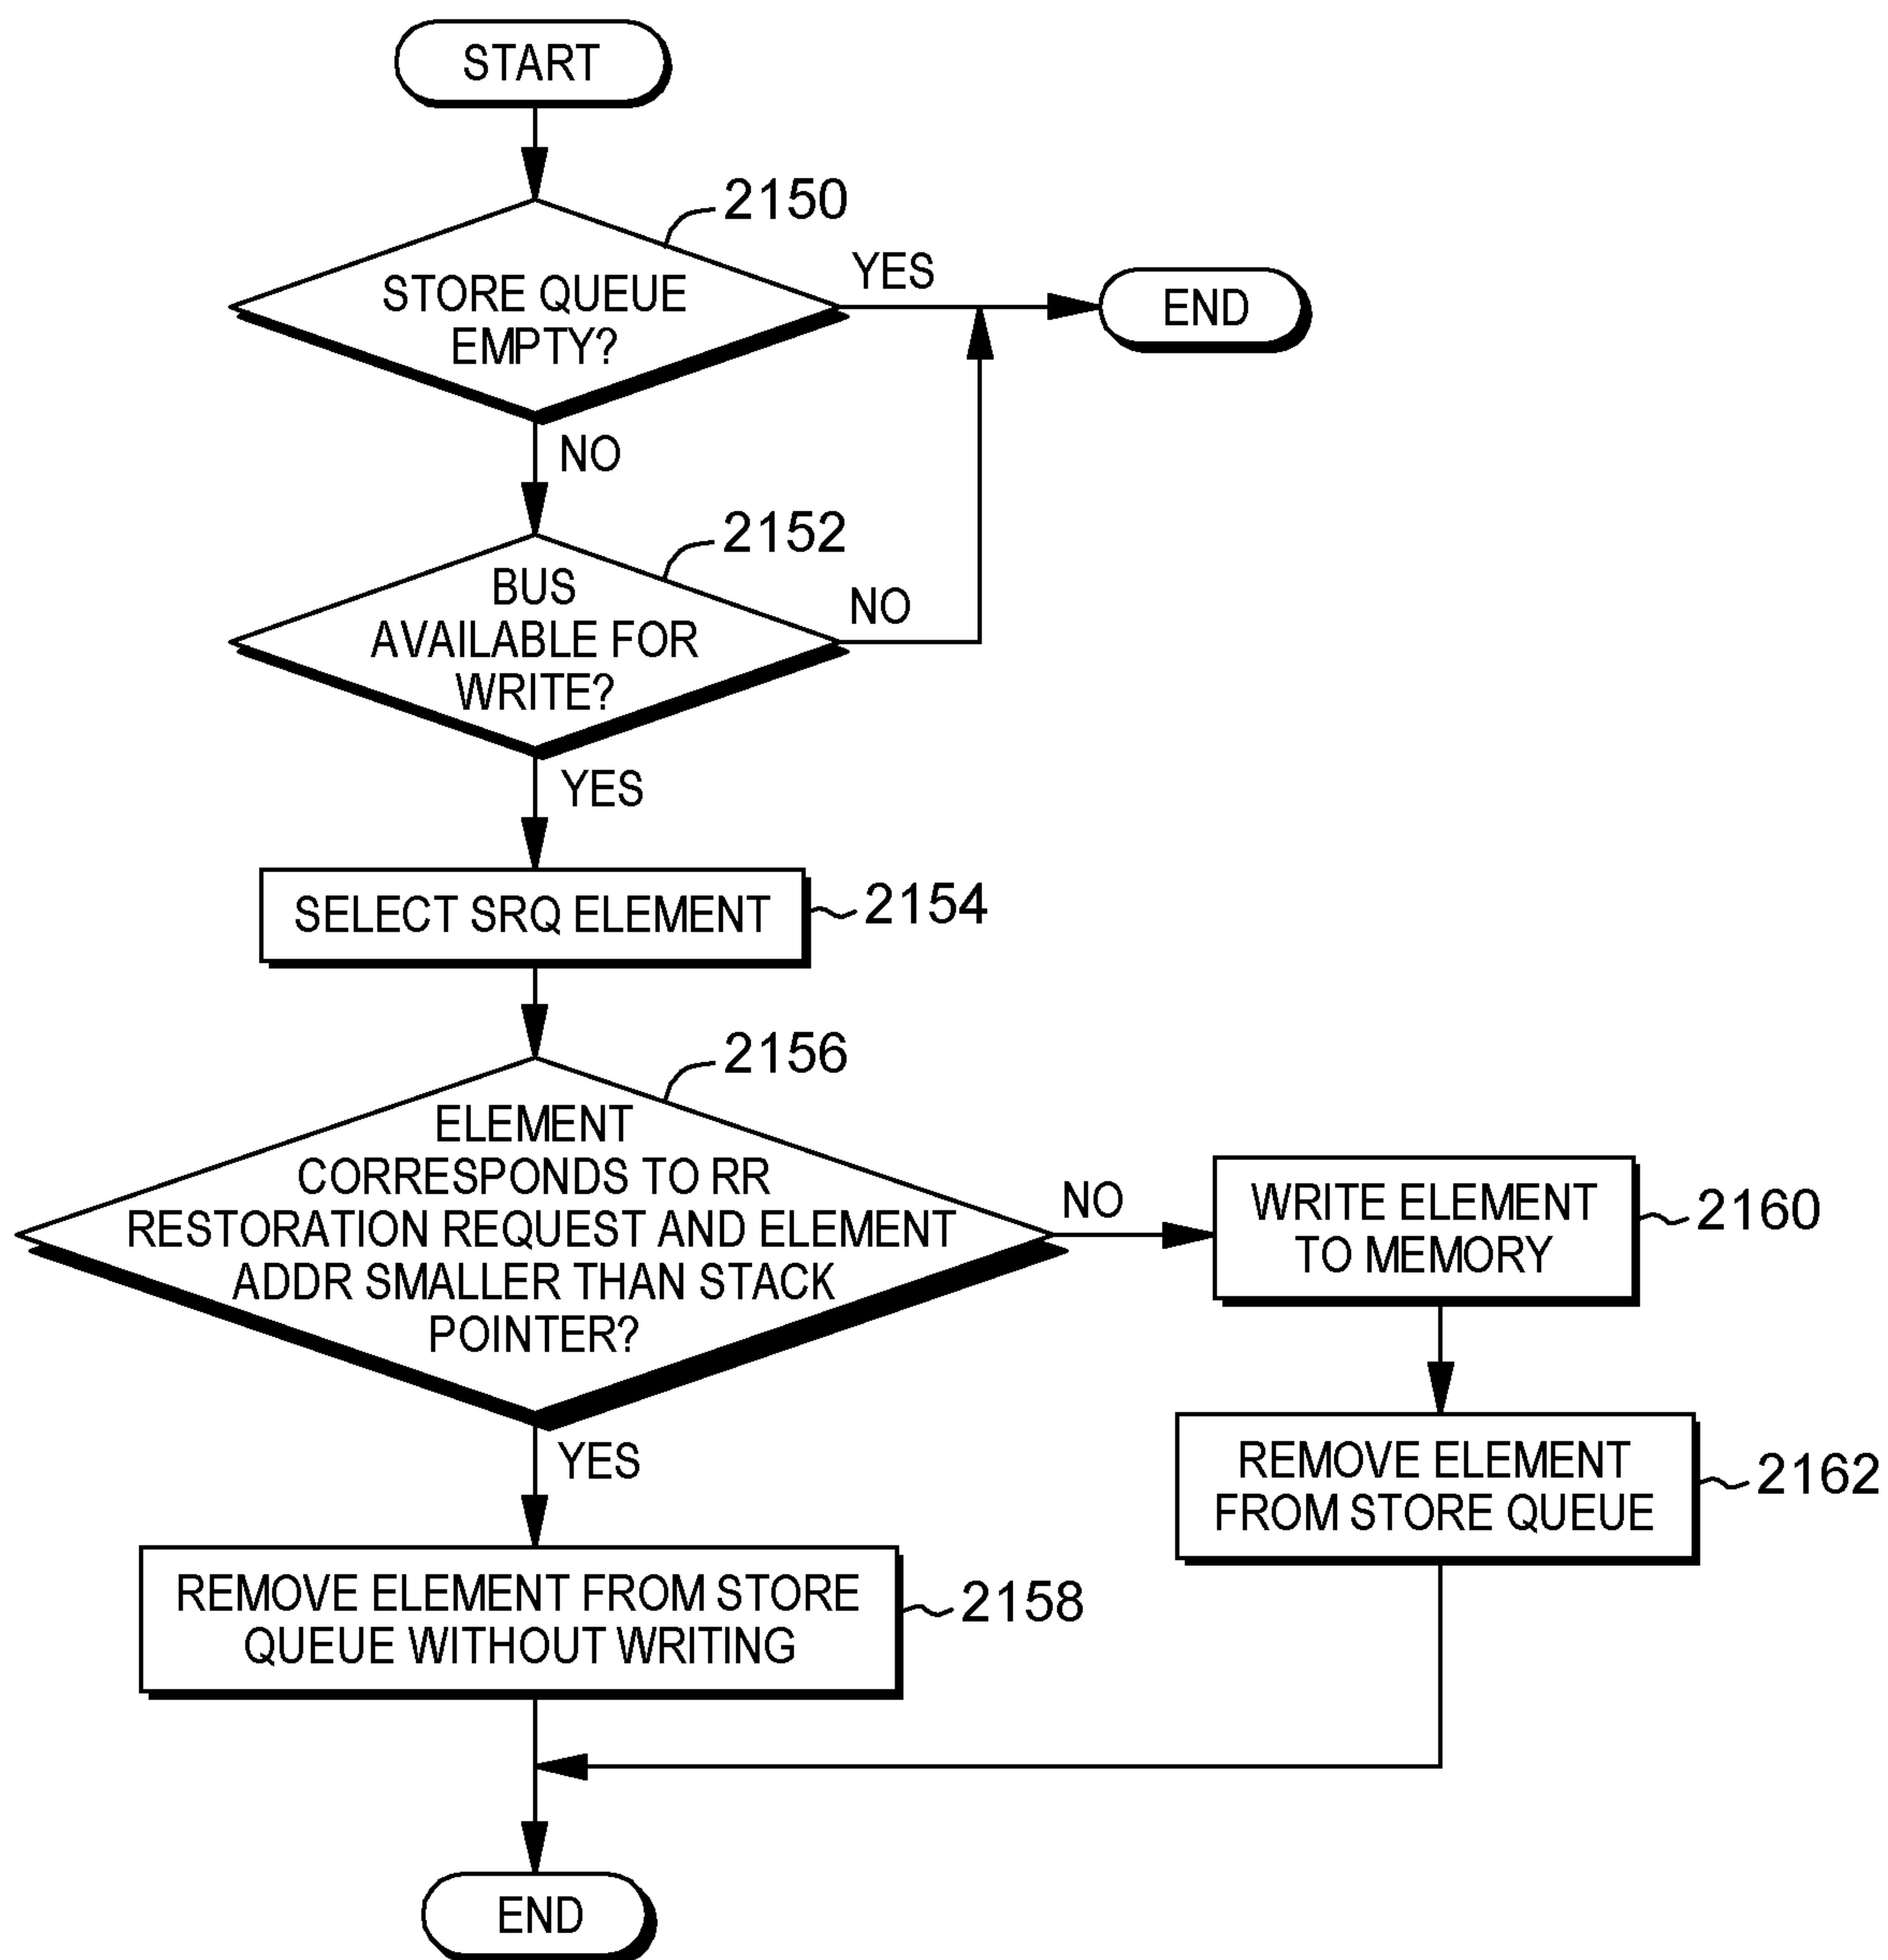 START
2150
STORE QUEUE
EMPTY?
YES
END
NO
2152
BUS
AVAILABLE FOR
WRITE?
NO
YES
SELECT SRQ ELEMENT
2154
2156
ELEMENT
CORRESPONDS TO RR
RESTORATION REQUEST AND ELEMENT
ADDR SMALLER THAN STACK
POINTER?
NO
WRITE ELEMENT
TO MEMORY
2160
YES
REMOVE ELEMENT
FROM STORE QUEUE
2162
REMOVE ELEMENT FROM STORE
QUEUE WITHOUT WRITING
2158
END